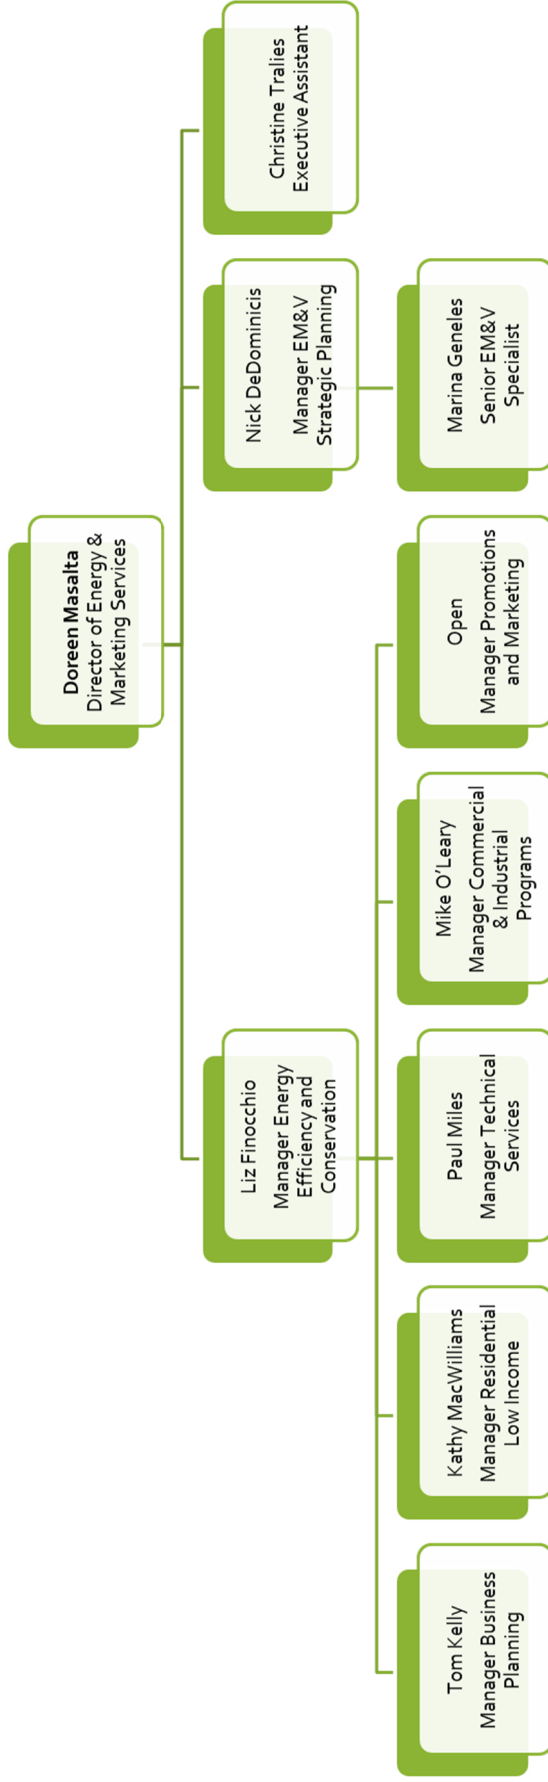 Doreen Masalta
Director of Energy &
Marketing Services
Liz Finocchio
Manager Energy
Efficiency and
Conservation
Nick DeDominicis
Manager EM&V
Strategic Planning
Christine Tralies
Executive Assistant
Tom Kelly
Manager Business
Planning
Kathy MacWilliams
Manager Residential
Low Income
Paul Miles
Manager Technical
Services
Mike O’Leary
Manager Commercial
& Industrial
Programs
Open
Manager Promotions
and Marketing
Marina Geneles
Senior EM&V
Specialist